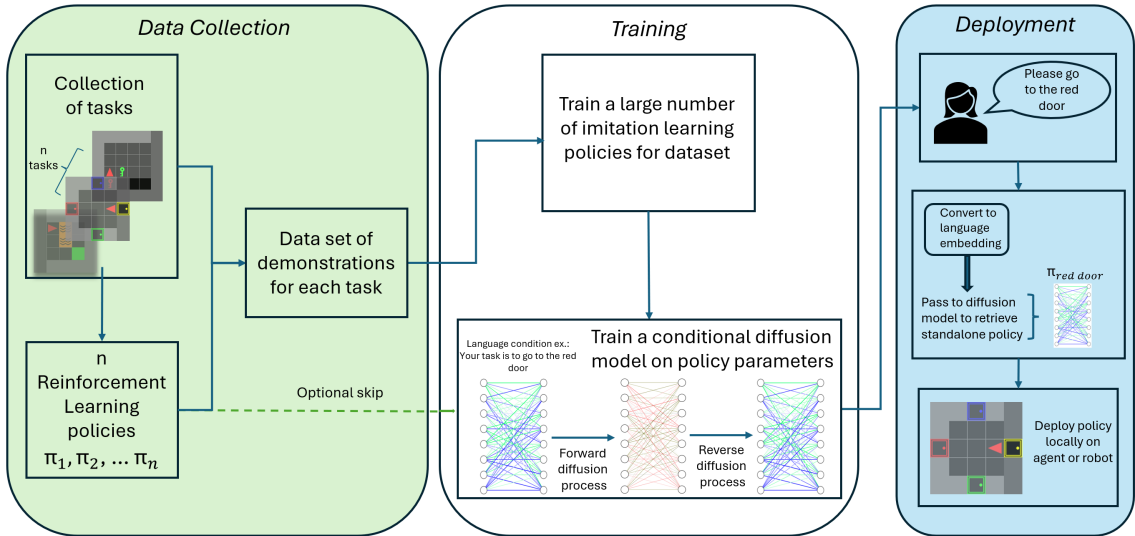 Data Collection
Collection
of tasks
n
tasks
n
Reinforcement
Learning
policies
π₁, π₂, ... πₙ
Data set of
demonstrations
for each task
Optional skip
Training
Train a large number
of imitation learning
policies for dataset
Language condition ex.:
Your task is to go to the red
door
Train a conditional diffusion
model on policy parameters
Forward
diffusion
process
Reverse
diffusion
process
Deployment
Please go
to the red
door
Convert to
language
embedding
π red door
Pass to diffusion
model to retrieve
standalone policy
Deploy policy
locally on
agent or robot